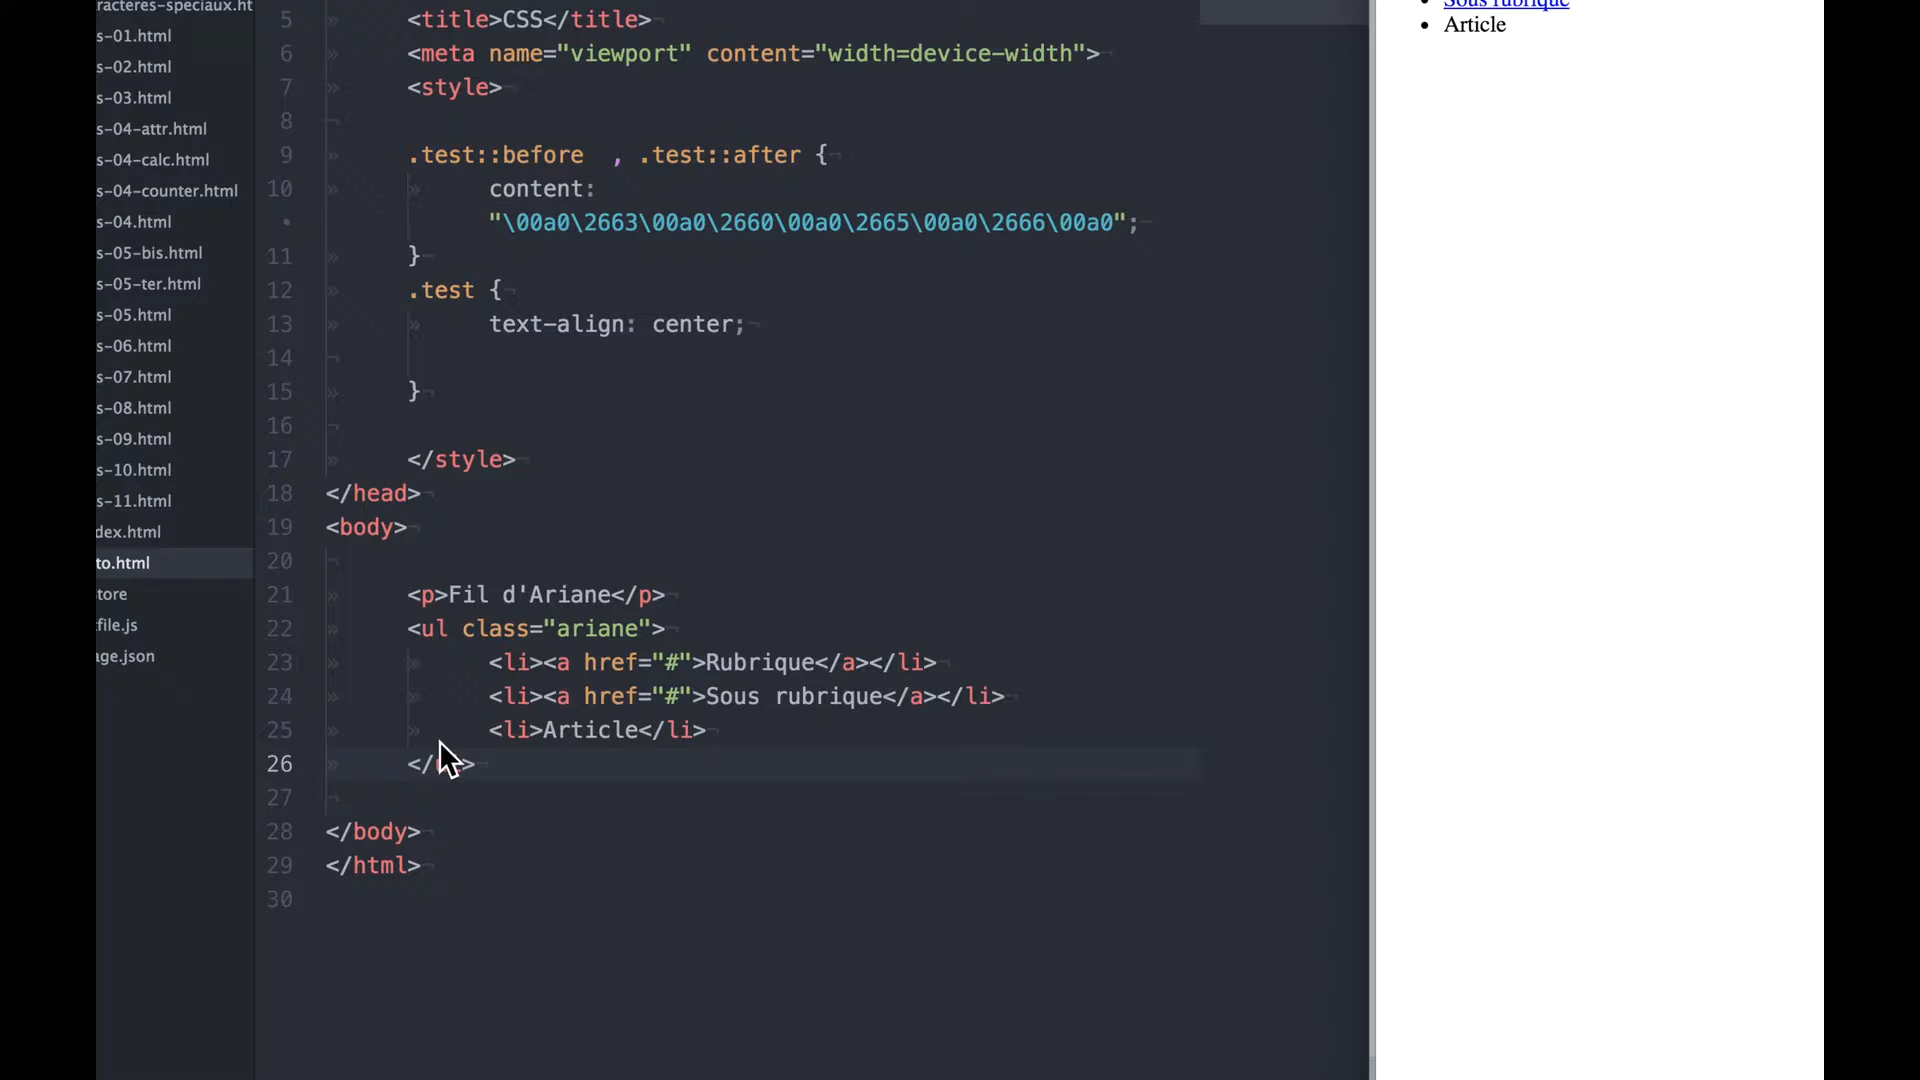 racteres-speciaux.ht
s-01.html
s-02.html
s-03.html
s-04-attr.html
s-04-calc.html
s-04-counter.html
s-04.html
s-05-bis.html
s-05-ter.html
s-05.html
s-06.html
s-07.html
s-08.html
s-09.html
s-10.html
s-11.html
dex.html
to.html
tore
file.js
age.json
5 <title>CSS</title>
6 <meta name="viewport" content="width=device-width">
7 <style>
8
9 .test::before  , .test::after {
10 content:
"\00a0\2663\00a0\2660\00a0\2665\00a0\2666\00a0";
11 }
12 .test {
13 text-align: center;
14
15 }
16
17 </style>
18 </head>
19 <body>
20
21 <p>Fil d'Ariane</p>
22 <ul class="ariane">
23 <li><a href="#">Rubrique</a></li>
24 <li><a href="#">Sous rubrique</a></li>
25 <li>Article</li>
26 </
27
28 </body>
29 </html>
30
Sous rubrique
Article